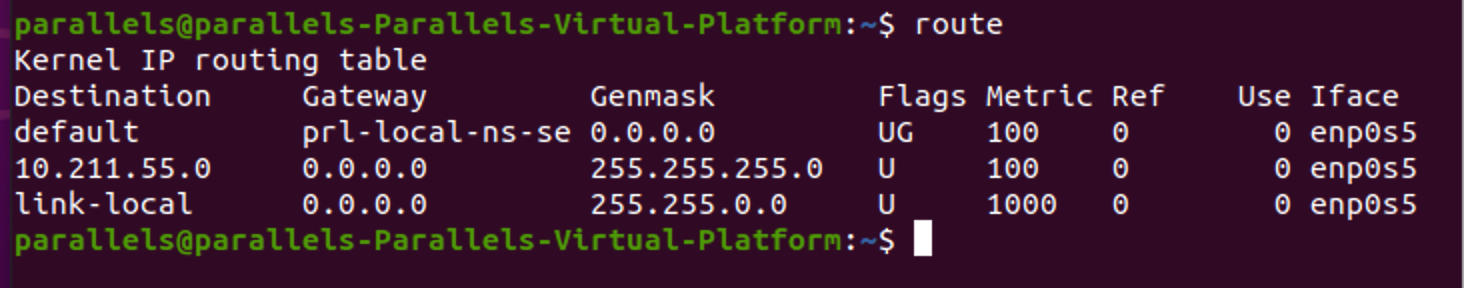 parallels@parallels-Parallels-Virtual-Platform:~$ route
Kernel IP routing table
Destination     Gateway         Genmask         Flags Metric Ref    Use Iface
default         prl-local-ns-se 0.0.0.0         UG    100    0        0 enp0s5
10.211.55.0     0.0.0.0         255.255.255.0   U     100    0        0 enp0s5
link-local      0.0.0.0         255.255.0.0     U     1000   0        0 enp0s5
parallels@parallels-Parallels-Virtual-Platform:~$